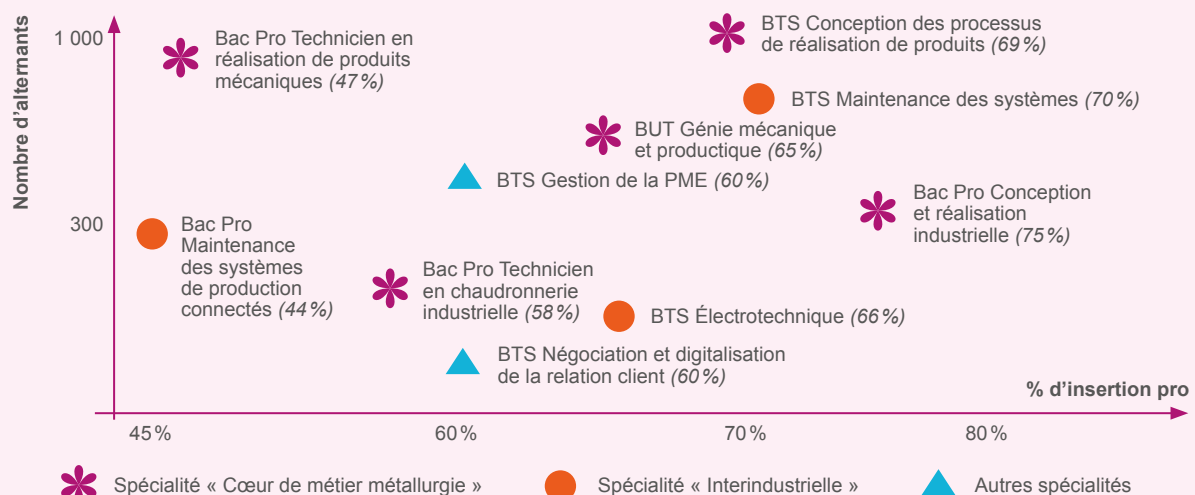 Nombre d'alternants
1 000
300
Bac Pro Technicien en
réalisation de produits
mécaniques (47 %)
BTS Conception des processus
de réalisation de produits (69 %)
BTS Maintenance des systèmes (70 %)
BUT Génie mécanique
et productique (65 %)
BTS Gestion de la PME (60 %)
Bac Pro Conception
et réalisation
industrielle (75 %)
Bac Pro
Maintenance
des systèmes
de production
connectés (44 %)
Bac Pro Technicien
en chaudronnerie
industrielle (58 %)
BTS Électrotechnique (66 %)
BTS Négociation et digitalisation
de la relation client (60 %)
% d'insertion pro
45 %
60 %
70 %
80 %
Spécialité « Cœur de métier métallurgie »
Spécialité « Interindustrielle »
Autres spécialités